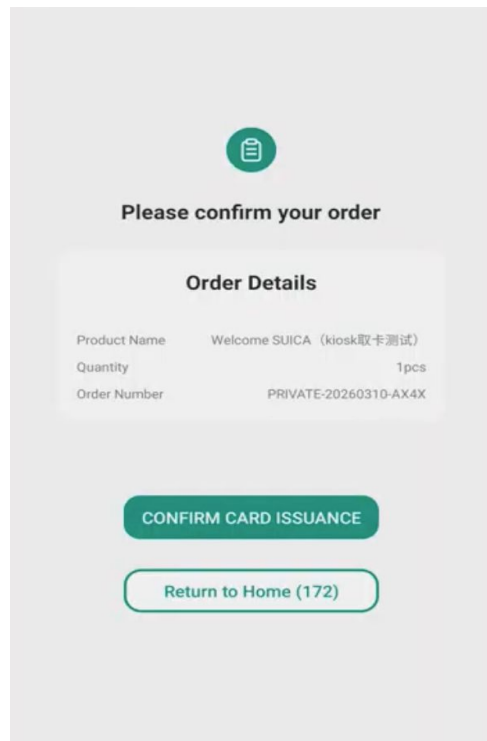 Please confirm your order
Order Details
Product Name Welcome SUICA（kiosk取卡测试）
Quantity 1pcs
Order Number PRIVATE-20260310-AX4X
CONFIRM CARD ISSUANCE
Return to Home (172)